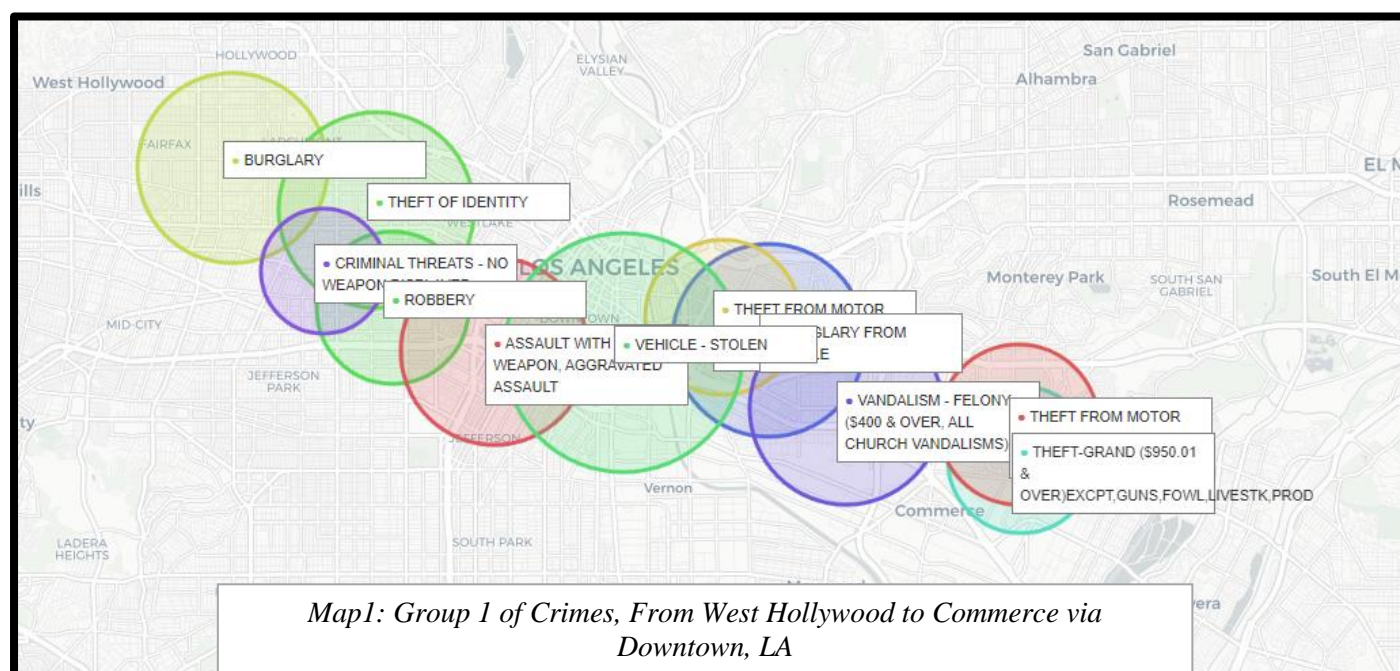 HOLLYWOOD
ELYSIAN
VALLEY
San Gabriel
West Hollywood
Alhambra
FAIRFAX
BURGLARY
EL M
ills
THEFT OF IDENTITY
Rosemead
WESTLAKE
CRIMINAL THREATS - NO
WEAPON
LOS ANGELES
ROBBERY
Monterey Park
SOUTH SAN
GABRIEL
South El M
THEFT FROM MOTOR
MID-CITY
ASSAULT WITH
WEAPON, AGGRAVATED
ASSAULT
VEHICLE - STOLEN
GLARY FROM
LE
JEFFERSON
PARK
VANDALISM - FELONY
($400 & OVER, ALL
CHURCH VANDALISMS)
THEFT FROM MOTOR
ty
JEFFERSON
THEFT-GRAND ($950.01
&
OVER)EXCPT,GUNS,FOWL,LIVESTK,PROD
Vernon
Commerce
LADERA
HEIGHTS
SOUTH PARK
vera
Map1: Group 1 of Crimes, From West Hollywood to Commerce via
Downtown, LA